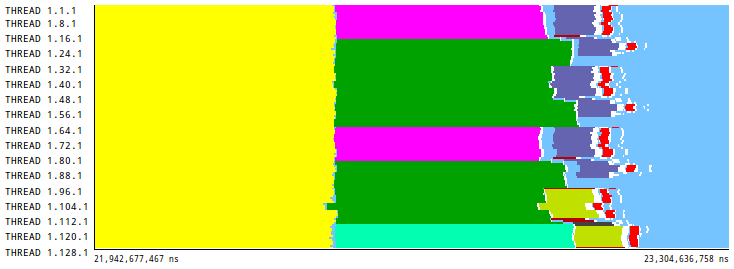 THREAD 1.1.1
THREAD 1.8.1
THREAD 1.16.1
THREAD 1.24.1
THREAD 1.32.1
THREAD 1.40.1
THREAD 1.48.1
THREAD 1.56.1
THREAD 1.64.1
THREAD 1.72.1
THREAD 1.80.1
THREAD 1.88.1
THREAD 1.96.1
THREAD 1.104.1
THREAD 1.112.1
THREAD 1.120.1
THREAD 1.128.1
21,942,677,467 ns
23,304,636,758 ns